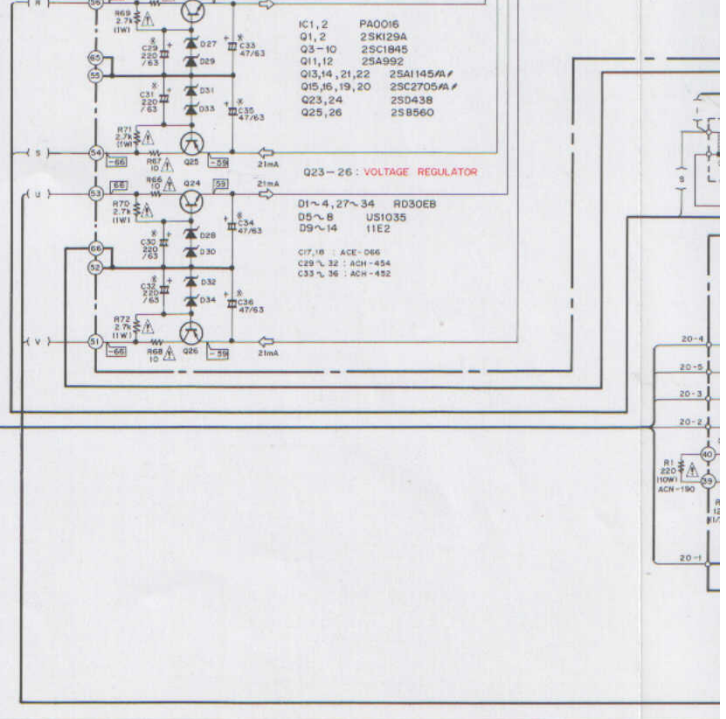 R
56
R69
2.7k
(1W)
C29
220
/63
+
D27
D29
+
C33
47/63
65
55
C31
220
/63
+
D31
D33
+
C35
47/63
R71
2.7k
(1W)
S
54
-66
R67
10
Q25
-59
21mA
U
53
66
R66
10
Q24
59
21mA
R70
2.7k
(1W)
C30
220
/63
+
D28
D30
+
C34
47/63
66
52
C32
220
/63
+
D32
D34
+
C36
47/63
R72
2.7k
(1W)
V
51
-66
R68
10
Q26
-59
21mA
IC1, 2 PA0016
Q1, 2 2SK129A
Q3-10 2SC1845
Q11, 12 2SA992
Q13, 14, 21, 22 2SA1145/A/
Q15, 16, 19, 20 2SC2705/A/
Q23, 24 2SD438
Q25, 26 2SB560
Q23-26 : VOLTAGE REGULATOR
D1~4, 27~34 RD30EB
D5~8 US1035
D9~14 11E2
C17, 18 : ACE-066
C29 ~ 32 : ACH-454
C33 ~ 36 : ACH-452
S
20-4
20-5
20-3
20-2
40
R1
220
(10W)
ACN-190
39
20-1